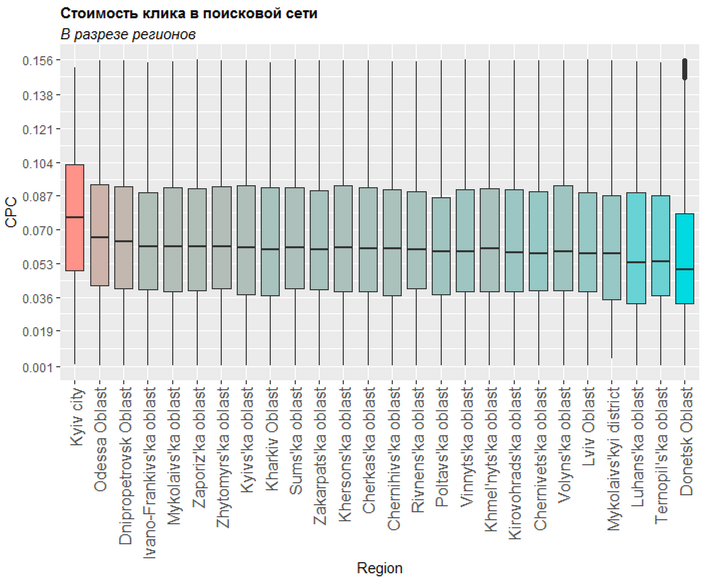 Стоимость клика в поисковой сети
В разрезе регионов
CPC
0.156
0.138
0.121
0.104
0.087
0.070
0.053
0.036
0.019
0.001
Kyiv city
Odessa Oblast
Dnipropetrovsk Oblast
Ivano-Frankivs'ka oblast
Mykolaivs'ka oblast
Zaporiz'ka oblast
Zhytomyrs'ka oblast
Kyivs'ka oblast
Kharkiv Oblast
Sums'ka oblast
Zakarpats'ka oblast
Khersons'ka oblast
Cherkas'ka oblast
Chernihivs'ka oblast
Rivnens'ka oblast
Poltavs'ka oblast
Vinnyts'ka oblast
Khmel'nyts'ka oblast
Kirovohrads'ka oblast
Chernivets'ka oblast
Volyns'ka oblast
Lviv Oblast
Mykolaivs'kyi district
Luhans'ka oblast
Ternopil's'ka oblast
Donetsk Oblast
Region